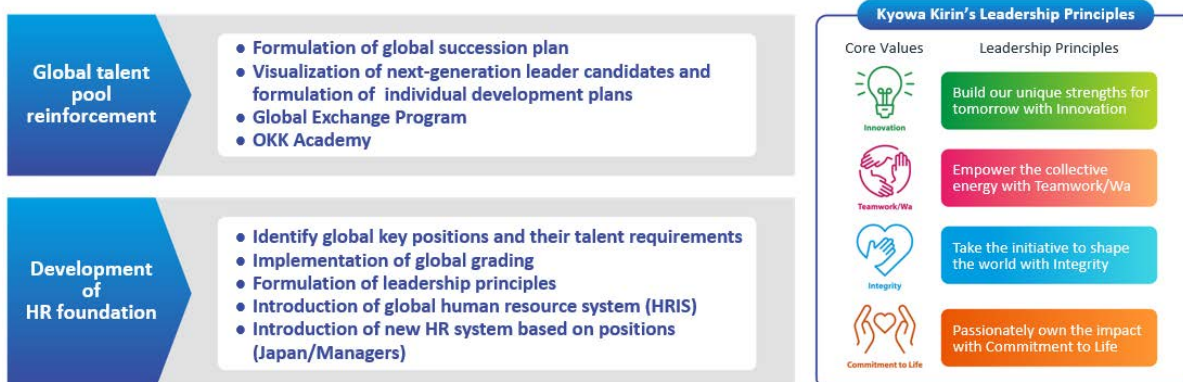 Global talent
pool
reinforcement
● Formulation of global succession plan
● Visualization of next-generation leader candidates and
formulation of individual development plans
● Global Exchange Program
● OKK Academy
Development
of
HR foundation
● Identify global key positions and their talent requirements
● Implementation of global grading
● Formulation of leadership principles
● Introduction of global human resource system (HRIS)
● Introduction of new HR system based on positions
(Japan/Managers)
Kyowa Kirin's Leadership Principles
Core Values
Leadership Principles
Innovation
Build our unique strengths for
tomorrow with Innovation
Teamwork/Wa
Empower the collective
energy with Teamwork/Wa
Integrity
Take the initiative to shape
the world with Integrity
Commitment to Life
Passionately own the impact
with Commitment to Life